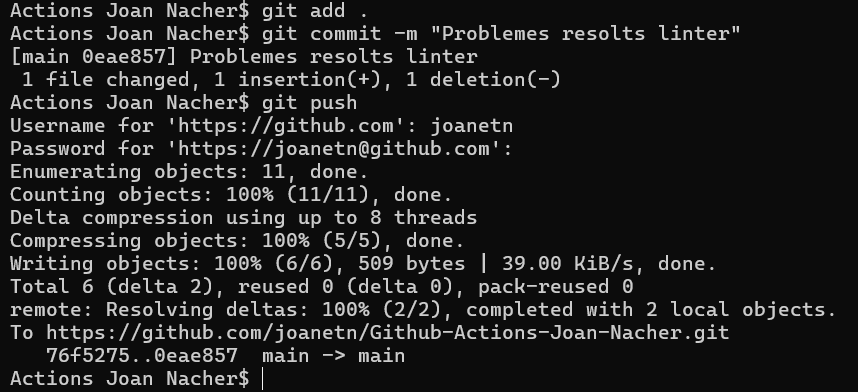 Actions Joan Nacher$ git add .
Actions Joan Nacher$ git commit -m "Problemes resolts linter"
[main 0eae857] Problemes resolts linter
 1 file changed, 1 insertion(+), 1 deletion(-)
Actions Joan Nacher$ git push
Username for 'https://github.com': joanetn
Password for 'https://joanetn@github.com':
Enumerating objects: 11, done.
Counting objects: 100% (11/11), done.
Delta compression using up to 8 threads
Compressing objects: 100% (5/5), done.
Writing objects: 100% (6/6), 509 bytes | 39.00 KiB/s, done.
Total 6 (delta 2), reused 0 (delta 0), pack-reused 0
remote: Resolving deltas: 100% (2/2), completed with 2 local objects.
To https://github.com/joanetn/Github-Actions-Joan-Nacher.git
   76f5275..0eae857  main -> main
Actions Joan Nacher$